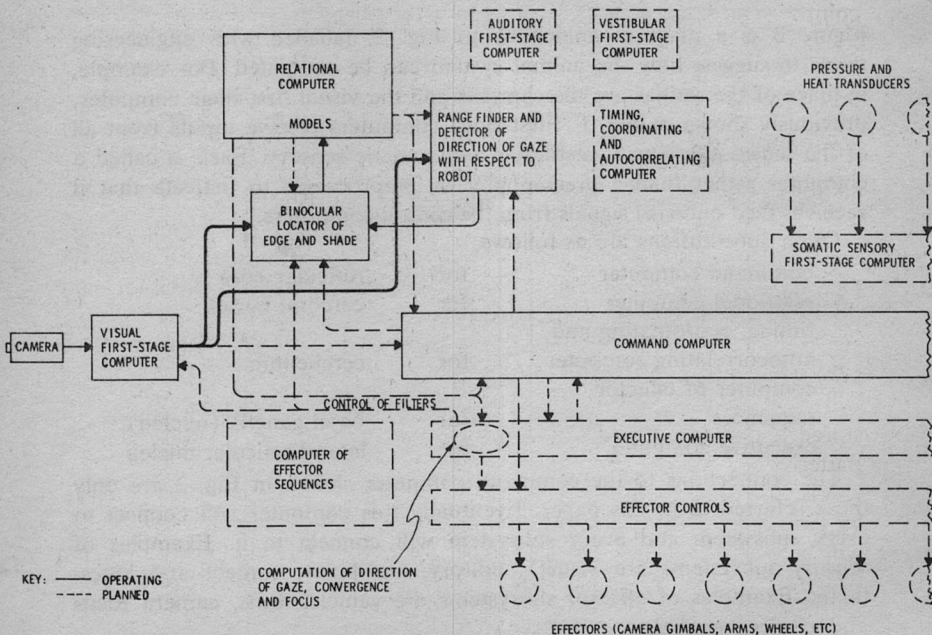 AUDITORY
FIRST-STAGE
COMPUTER
VESTIBULAR
FIRST-STAGE
COMPUTER
RELATIONAL
COMPUTER
PRESSURE AND
HEAT TRANSDUCERS
MODELS
RANGE FINDER AND
DETECTOR OF
DIRECTION OF GAZE
WITH RESPECT TO
ROBOT
TIMING,
COORDINATING
AND
AUTOCORRELATING
COMPUTER
BINOCULAR
LOCATOR OF
EDGE AND SHADE
SOMATIC SENSORY
FIRST-STAGE COMPUTER
CAMERA
VISUAL
FIRST-STAGE
COMPUTER
COMMAND COMPUTER
CONTROL OF FILTERS
COMPUTER OF
EFFECTOR
SEQUENCES
EXECUTIVE COMPUTER
EFFECTOR CONTROLS
KEY:
OPERATING
PLANNED
COMPUTATION OF DIRECTION
OF GAZE, CONVERGENCE
AND FOCUS
EFFECTORS (CAMERA GIMBALS, ARMS, WHEELS, ETC)